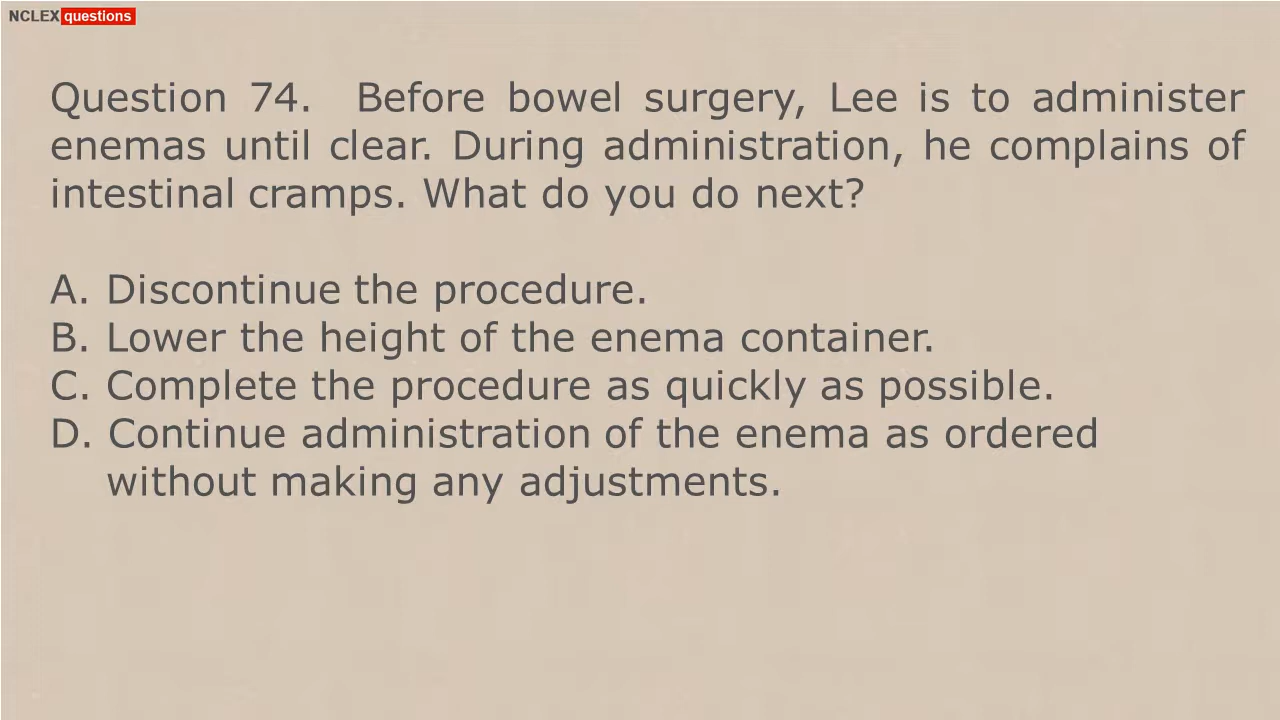 NCLEX questions
Question 74. Before bowel surgery, Lee is to administer
enemas until clear. During administration, he complains of
intestinal cramps. What do you do next?
A. Discontinue the procedure.
B. Lower the height of the enema container.
C. Complete the procedure as quickly as possible.
D. Continue administration of the enema as ordered
without making any adjustments.